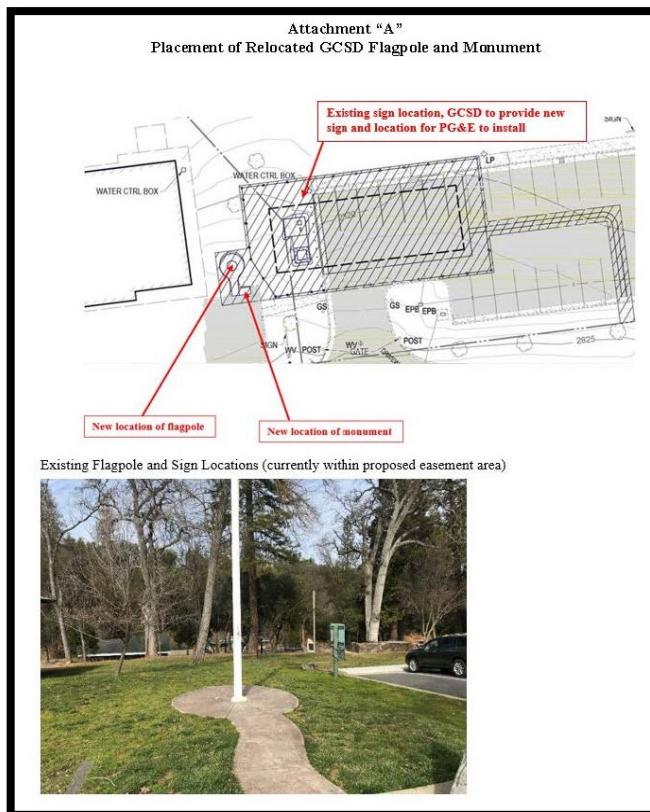 Attachment “A”
Placement of Relocated GCSD Flagpole and Monument
Existing sign location, GCSD to provide new
sign and location for PG&E to install
SIGN
WATER CTRL BOX
LP
WATER CTRL BOX
GS
GS
EPB
EPB
SIGN
WV
POST
WV
GATE
POST
2825
New location of flagpole
New location of monument
Existing Flagpole and Sign Locations (currently within proposed easement area)